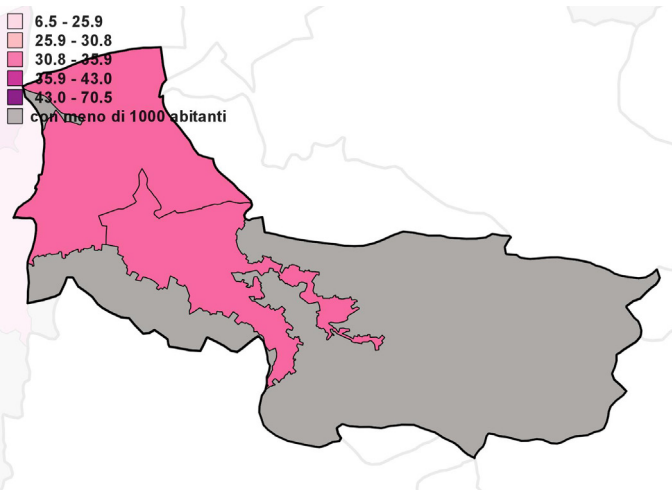 6.5 - 25.9
25.9 - 30.8
30.8 - 35.9
35.9 - 43.0
43.0 - 70.5
con meno di 1000 abitanti